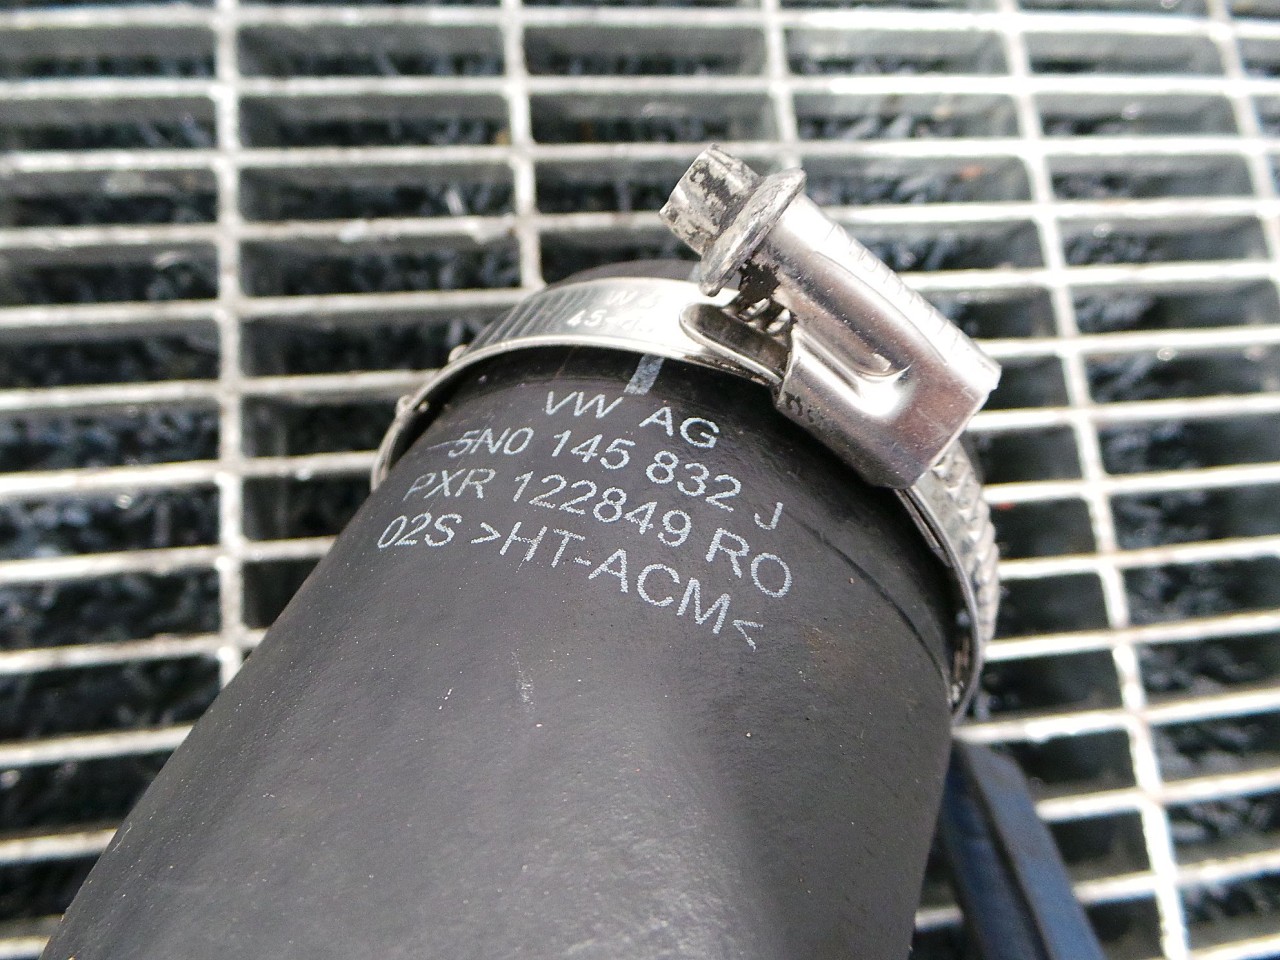 VW AG
5N0 145 832 J
PXR 122849 RO
02S >HT-ACM<